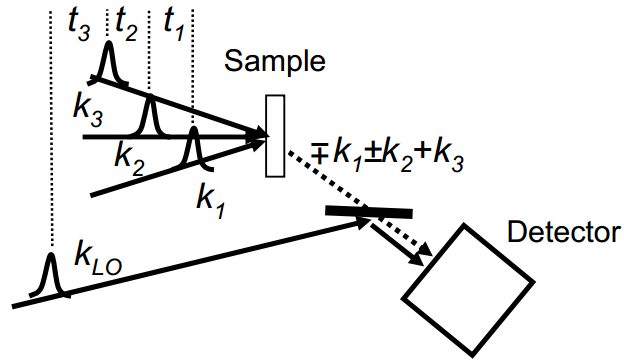 t3 t2 t1
Sample
k3
k2
k1
∓k1±k2+k3
Detector
kLO